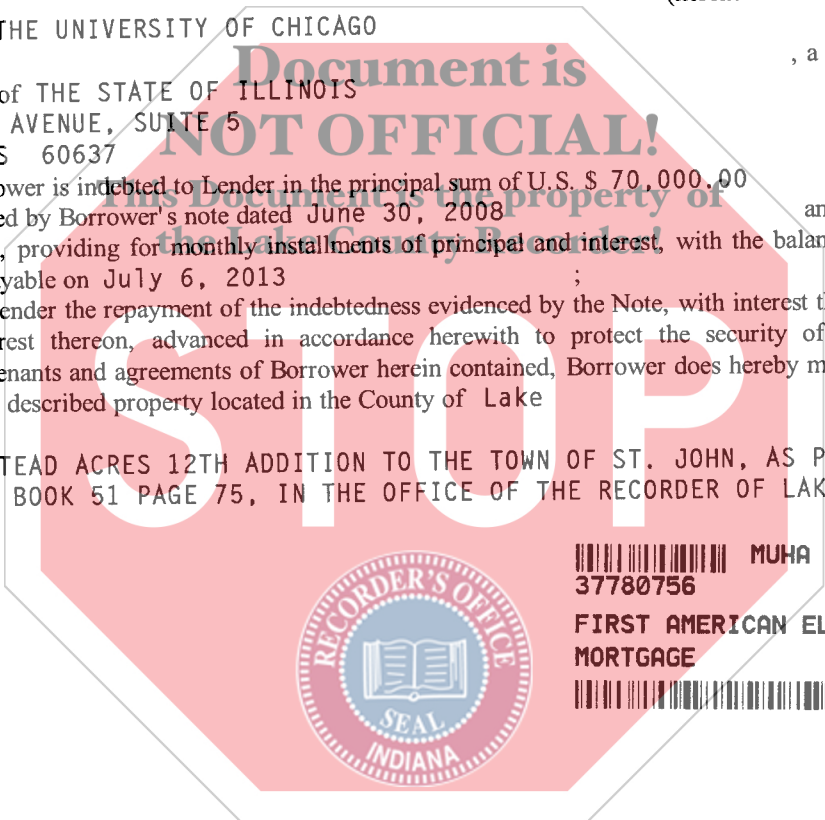 THE UNIVERSITY OF CHICAGO
, a
of THE STATE OF ILLINOIS
AVENUE, SUITE 5
S 60637
ower is indebted to Lender in the principal sum of U.S. $ 70,000.00
ed by Borrower's note dated June 30, 2008 an
, providing for monthly installments of principal and interest, with the balan
yable on July 6, 2013 ;
ender the repayment of the indebtedness evidenced by the Note, with interest t
rest thereon, advanced in accordance herewith to protect the security of
enants and agreements of Borrower herein contained, Borrower does hereby m
described property located in the County of Lake
TEAD ACRES 12TH ADDITION TO THE TOWN OF ST. JOHN, AS P
BOOK 51 PAGE 75, IN THE OFFICE OF THE RECORDER OF LAK
MUHA
37780756
FIRST AMERICAN EL
MORTGAGE
Document is
NOT OFFICIAL!
This Document is the property of
the Lake County Recorder!
STOP
RECORDER'S OFFICE
SEAL
INDIANA